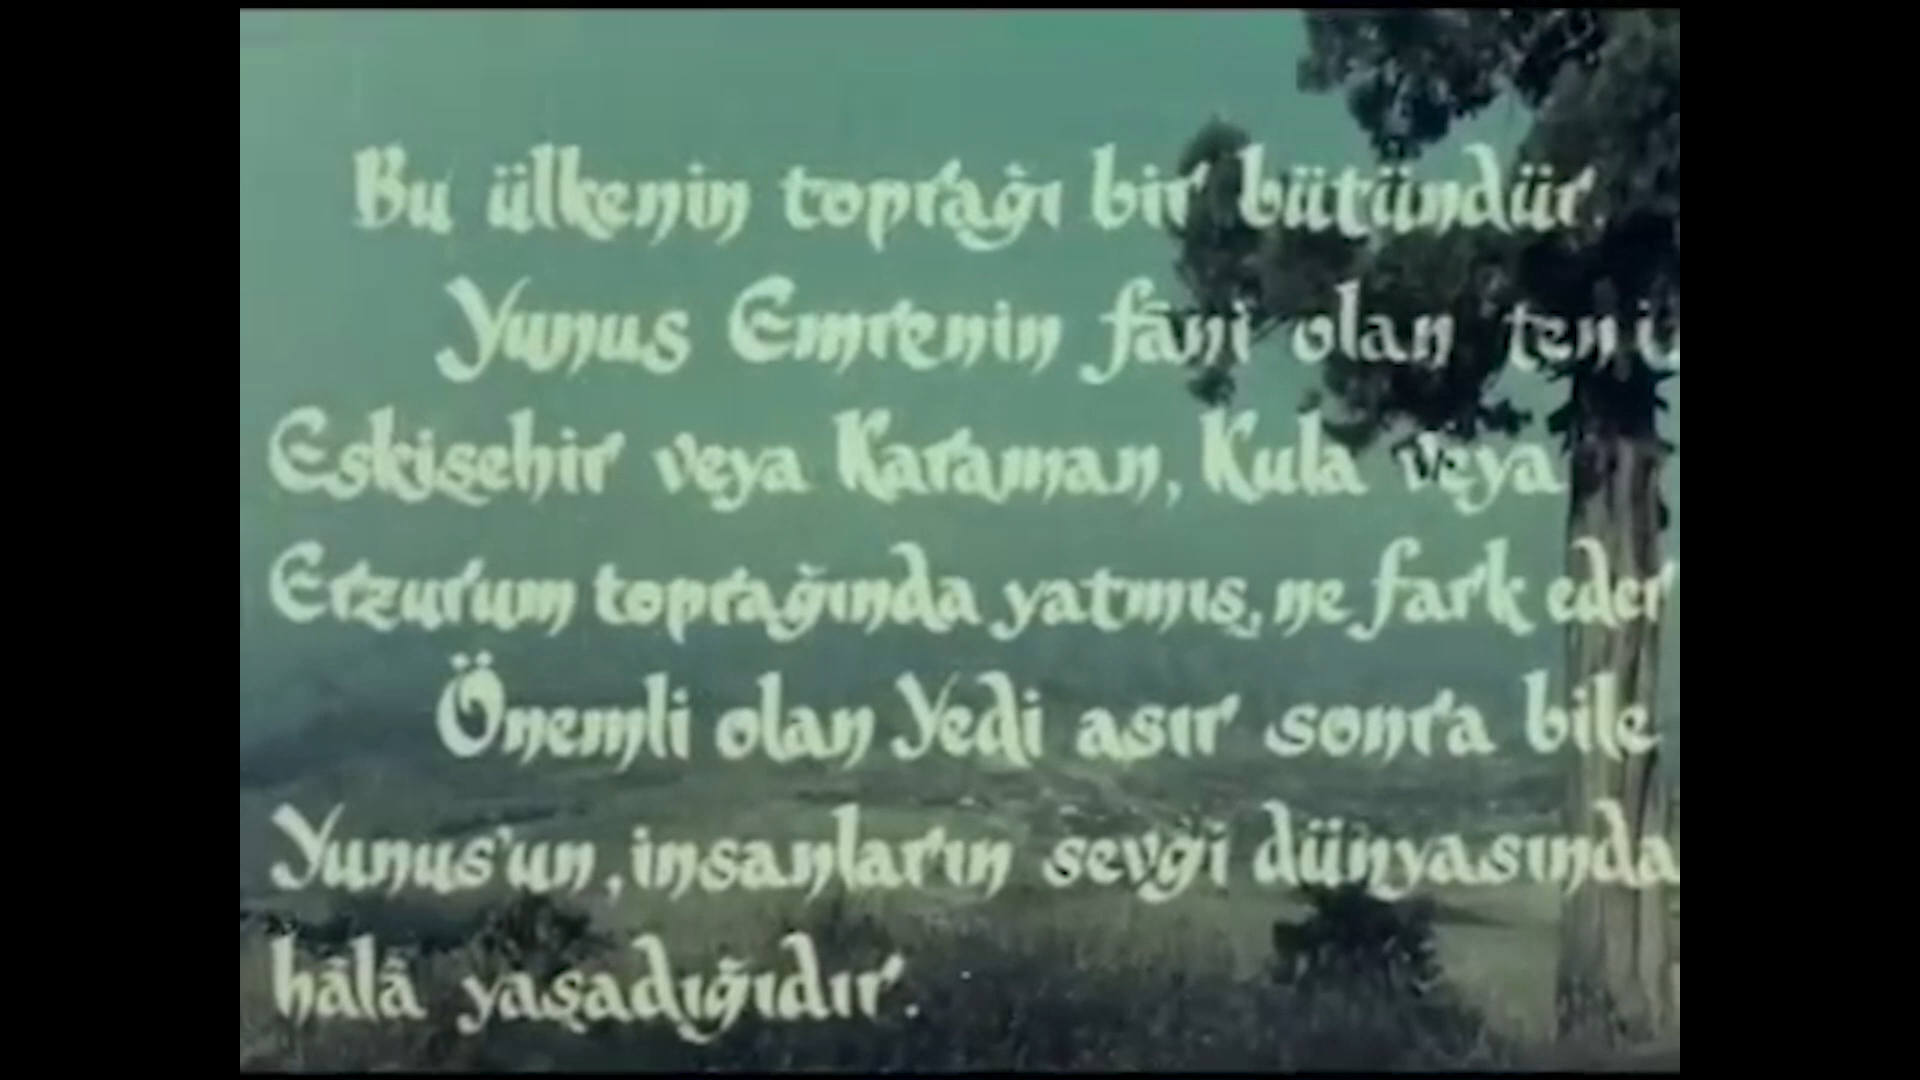 Bu ülkenin toprağı bir bütündür.
Yunus Emrenin fâni olan teni
Eskişehir veya Karaman, Kula veya
Erzurum toprağında yatmış, ne fark eder
Önemli olan Yedi asır sonra bile
Yunus'un, insanların sevgi dünyasında
hâlâ yaşadığıdır.